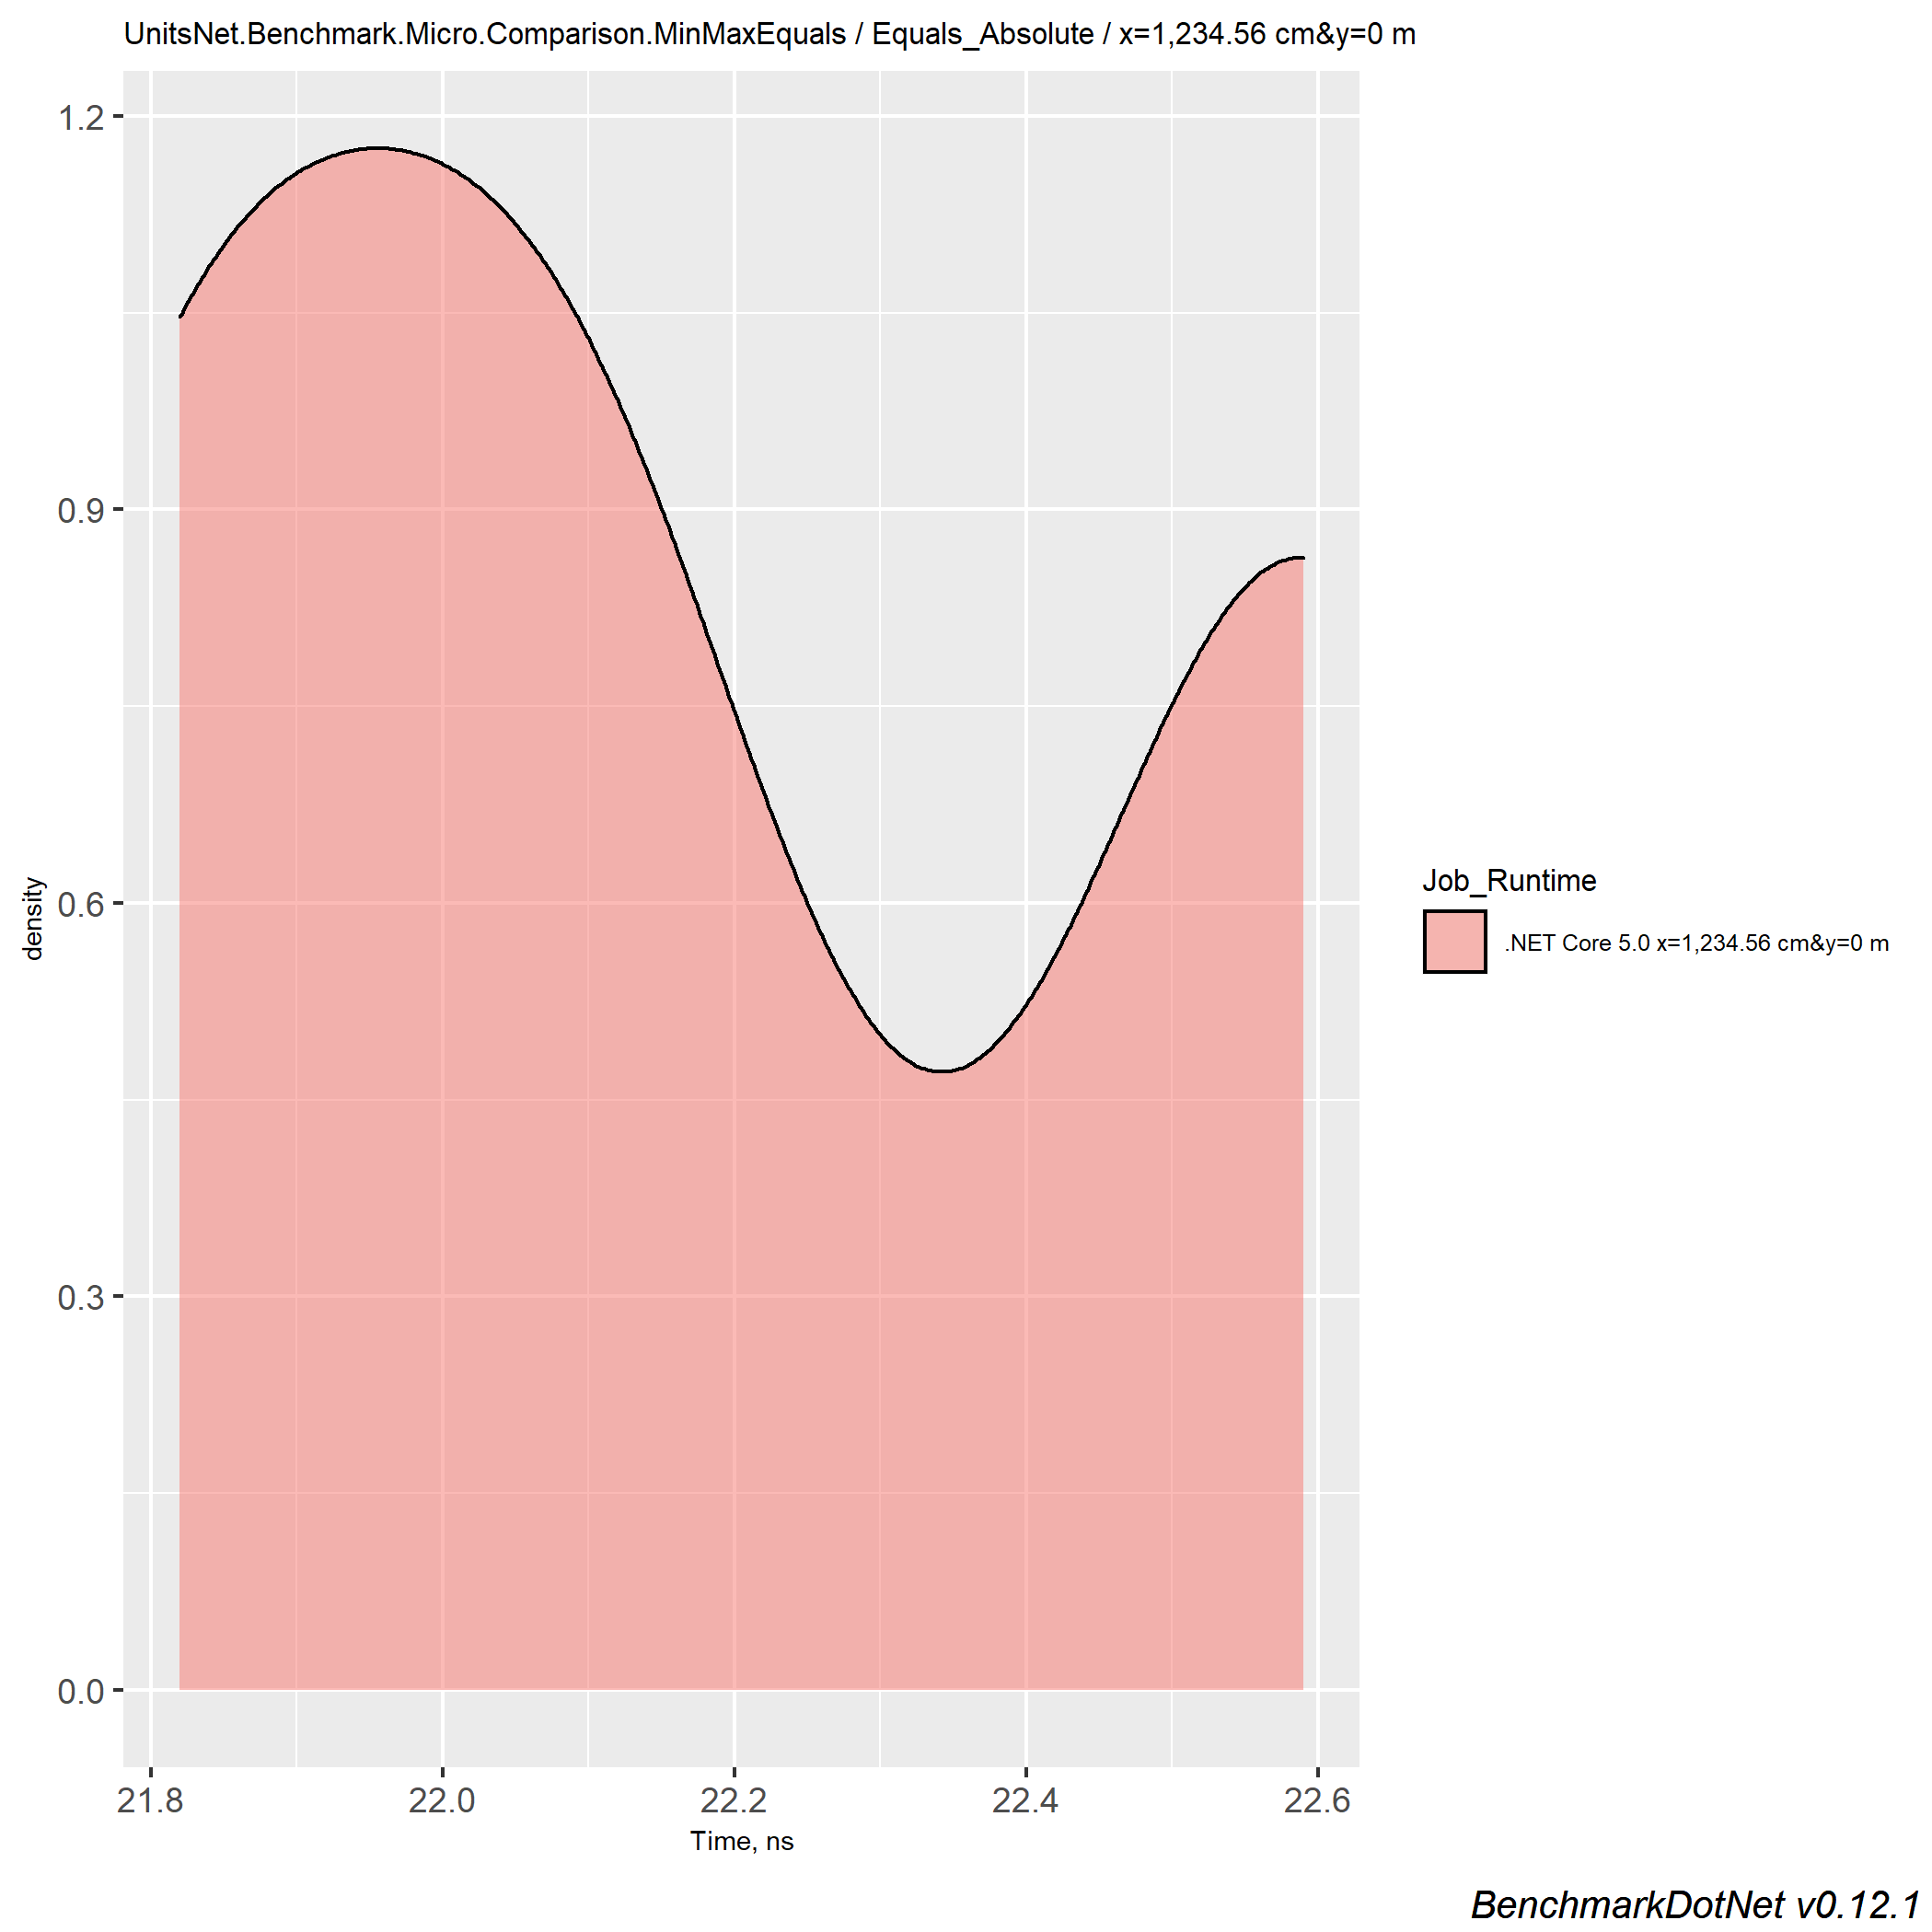 UnitsNet.Benchmark.Micro.Comparison.MinMaxEquals / Equals_Absolute / x=1,234.56 cm&y=0 m
1.2
0.9
0.6
0.3
0.0
density
21.8 22.0 22.2 22.4 22.6
Time, ns
Job_Runtime
.NET Core 5.0 x=1,234.56 cm&y=0 m
BenchmarkDotNet v0.12.1